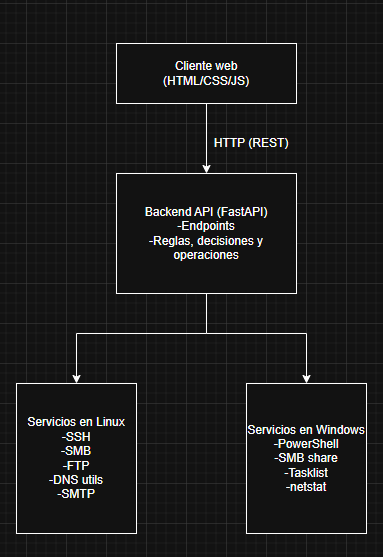 Cliente web
(HTML/CSS/JS)
HTTP (REST)
Backend API (FastAPI)
-Endpoints
-Reglas, decisiones y
operaciones
Servicios en Linux
-SSH
-SMB
-FTP
-DNS utils
-SMTP
Servicios en Windows
-PowerShell
-SMB share
-Tasklist
-netstat